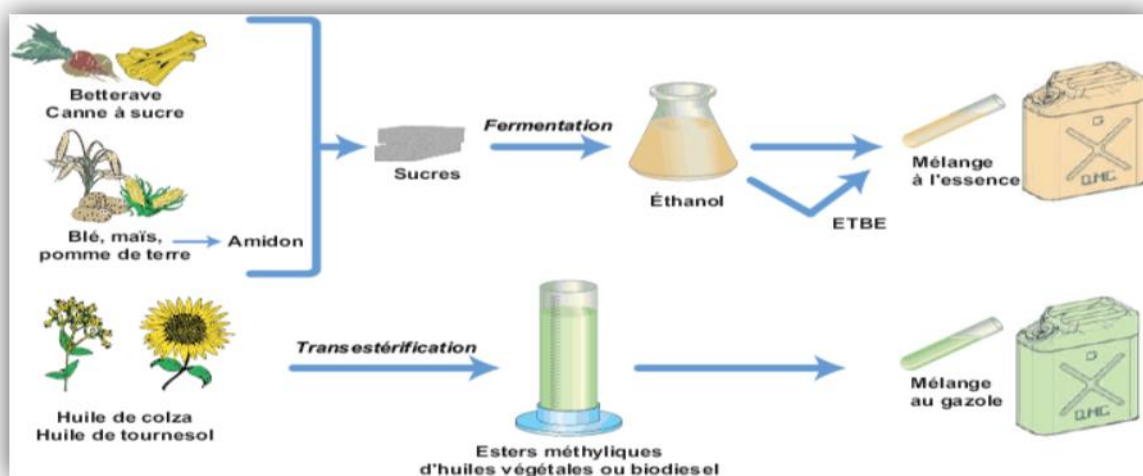 Betterave
Canne à sucre
Blé, maïs,
pomme de terre
Amidon
Sucres
Fermentation
Éthanol
ETBE
Mélange
à l'essence
Huile de colza
Huile de tournesol
Transestérification
Esters méthyliques
d'huiles végétales ou biodiesel
Mélange
au gazole